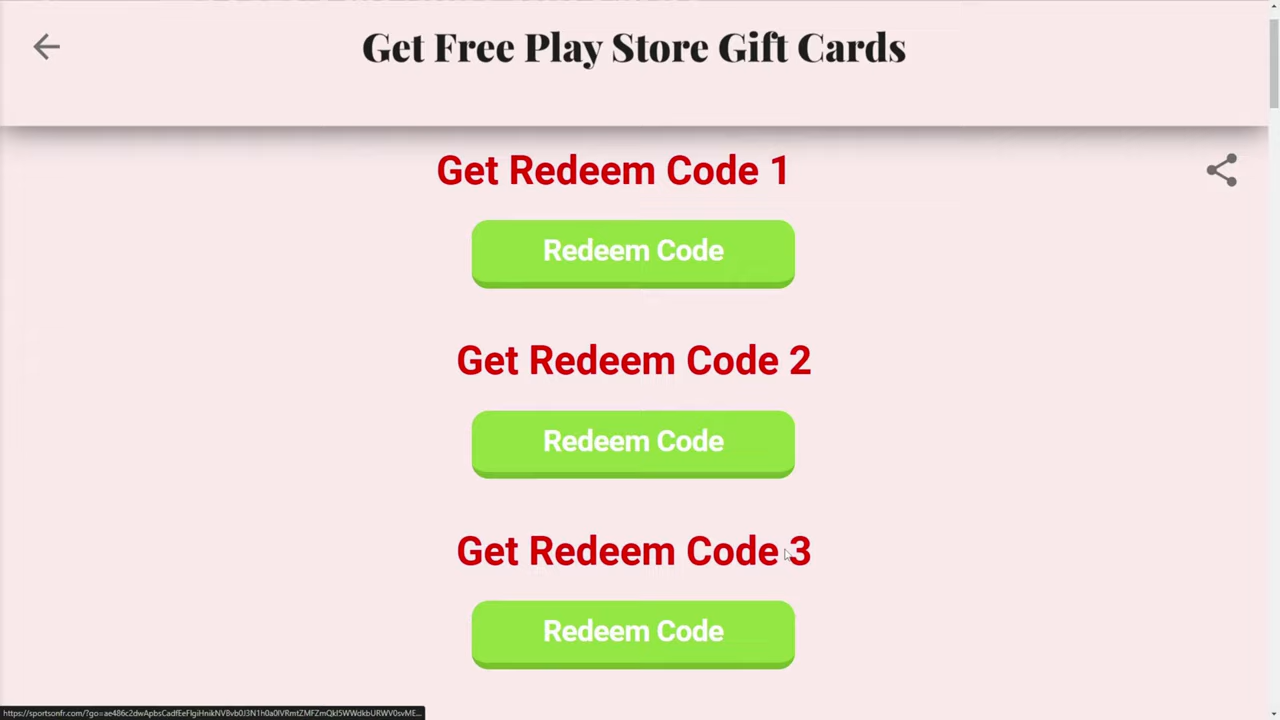 Get Free Play Store Gift Cards
Get Redeem Code 1
Redeem Code
Get Redeem Code 2
Redeem Code
Get Redeem Code 3
Redeem Code